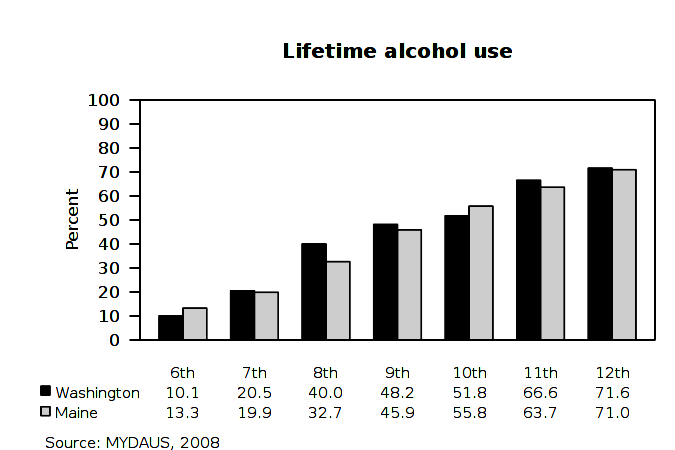 Lifetime alcohol use
Percent
100
90
80
70
60
50
40
30
20
10
0
6th 7th 8th 9th 10th 11th 12th
Washington 10.1 20.5 40.0 48.2 51.8 66.6 71.6
Maine 13.3 19.9 32.7 45.9 55.8 63.7 71.0
Source: MYDAUS, 2008